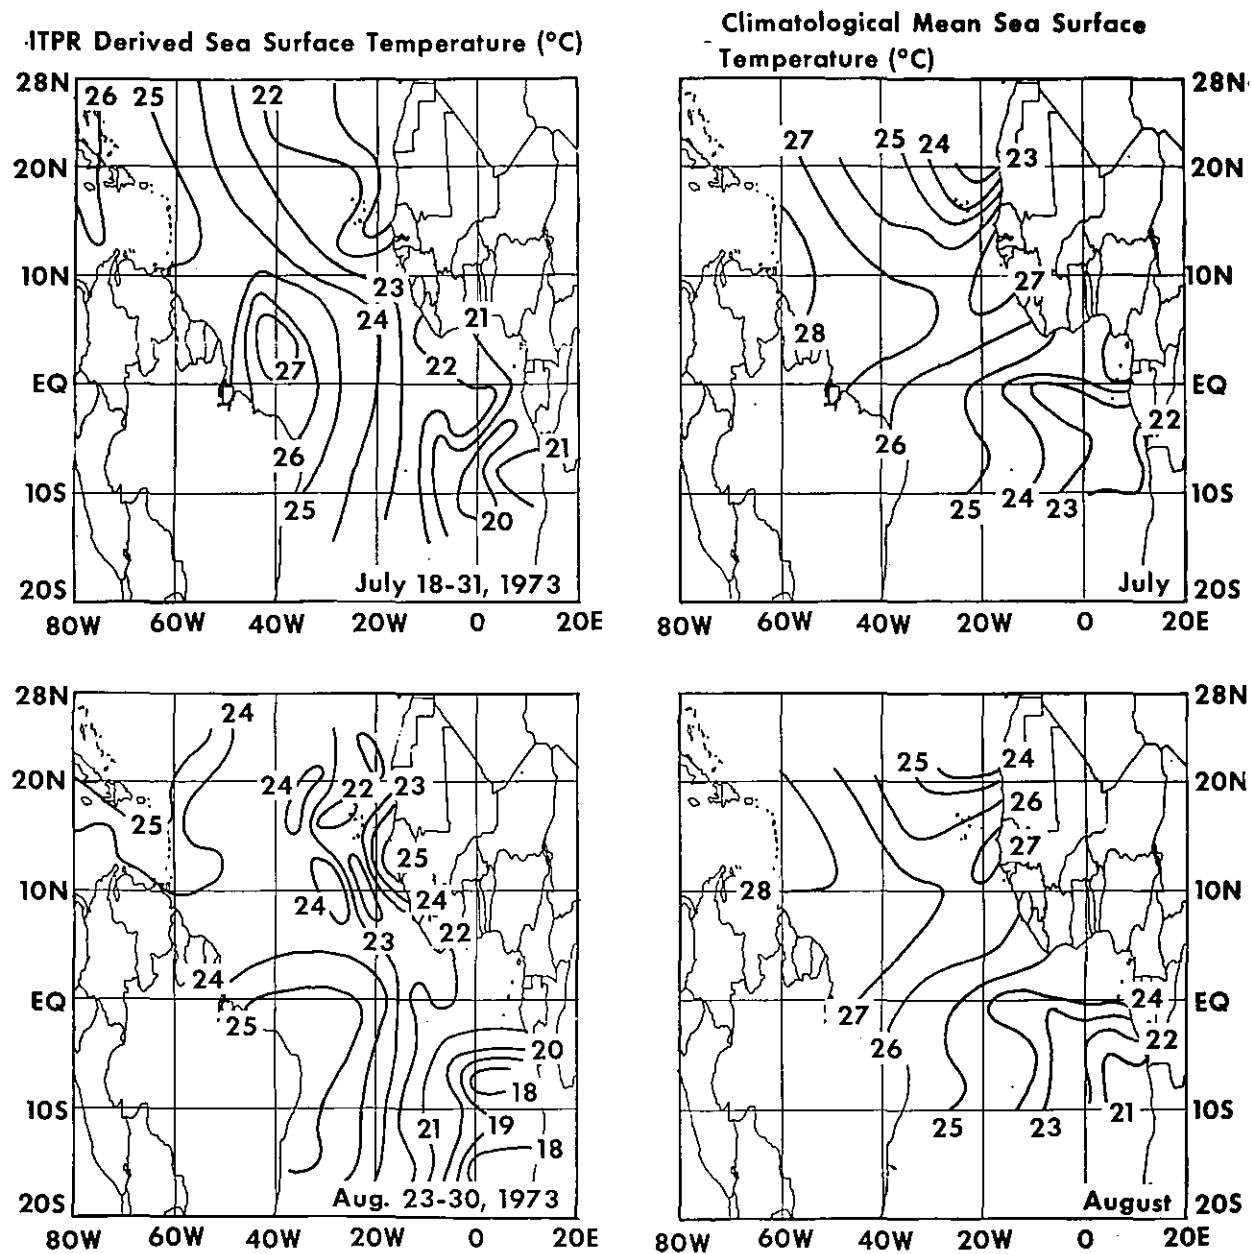 ITPR Derived Sea Surface Temperature (°C)
28N
26 25 22
20N
10N
23
24 21
22
27
EQ
21
26
10S
25 20
July 18-31, 1973
20S
80W 60W 40W 20W 0 20E
Climatological Mean Sea Surface
Temperature (°C)
28N
27 25 24
23
20N
10N
27
28
EQ
22
26
25 24 23
10S
July
20S
80W 60W 40W 20W 0 20E
28N
24
20N
24 22 23
25
25
10N
24 24
23 22
24
EQ
25
20
18
10S
21 19
18
Aug. 23-30, 1973
20S
80W 60W 40W 20W 0 20E
28N
25 24
20N
26
27
28
10N
24
EQ
27
22
26
21
10S
25 23
August
20S
80W 60W 40W 20W 0 20E